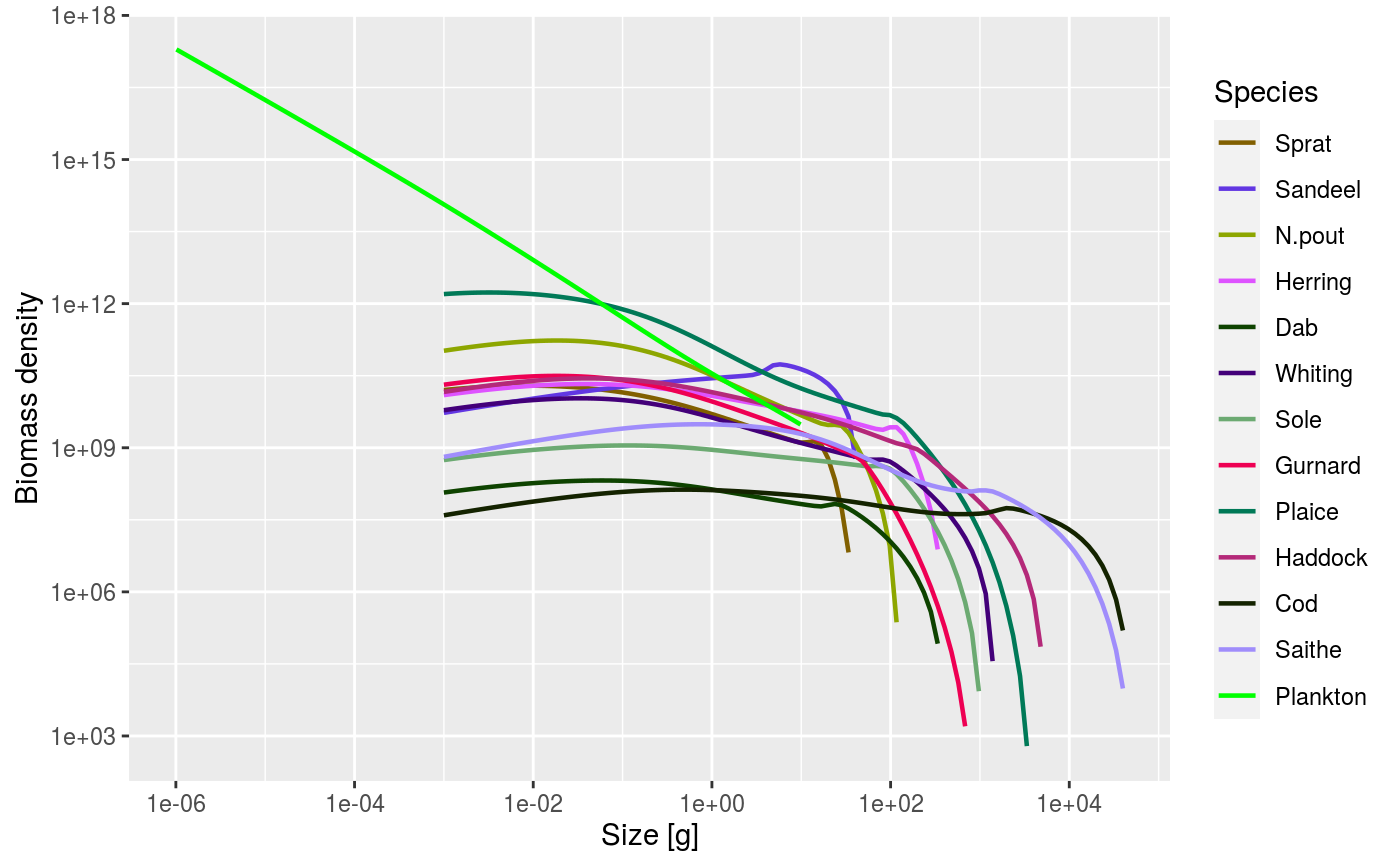 1e+18
1e+15
1e+12
1e+09
1e+06
1e+03
Biomass density
1e-06 1e-04 1e-02 1e+00 1e+02 1e+04
Size [g]
Species
Sprat
Sandeel
N.pout
Herring
Dab
Whiting
Sole
Gurnard
Plaice
Haddock
Cod
Saithe
Plankton